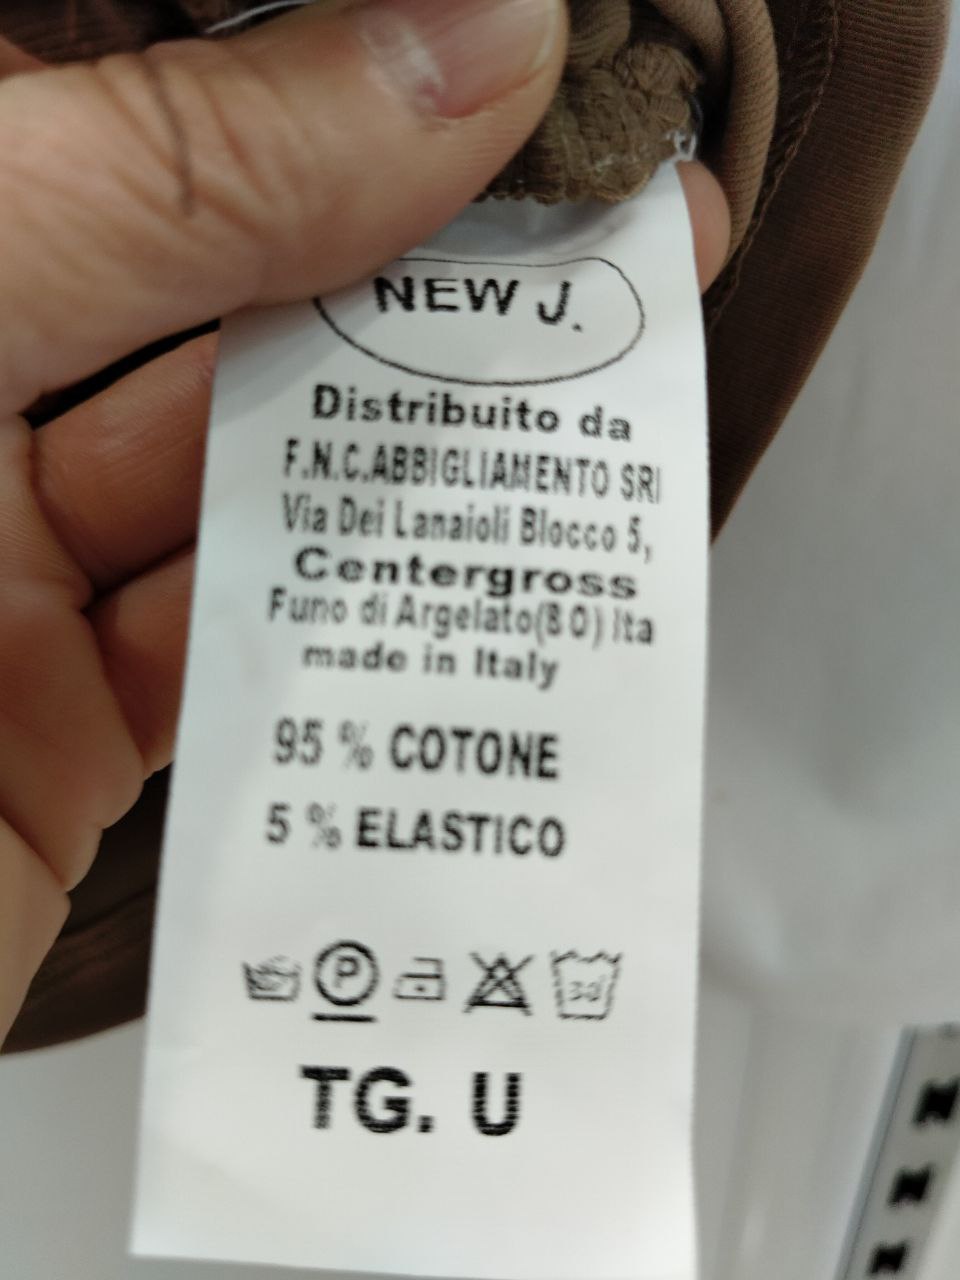 NEW J.
Distribuito da
F.N.C.ABBIGLIAMENTO SRl
Via Dei Lanaioli Blocco 5,
Centergross
Funo di Argelato(BO) Ita
made in Italy
95 % COTONE
5 % ELASTICO
P
30
TG. U